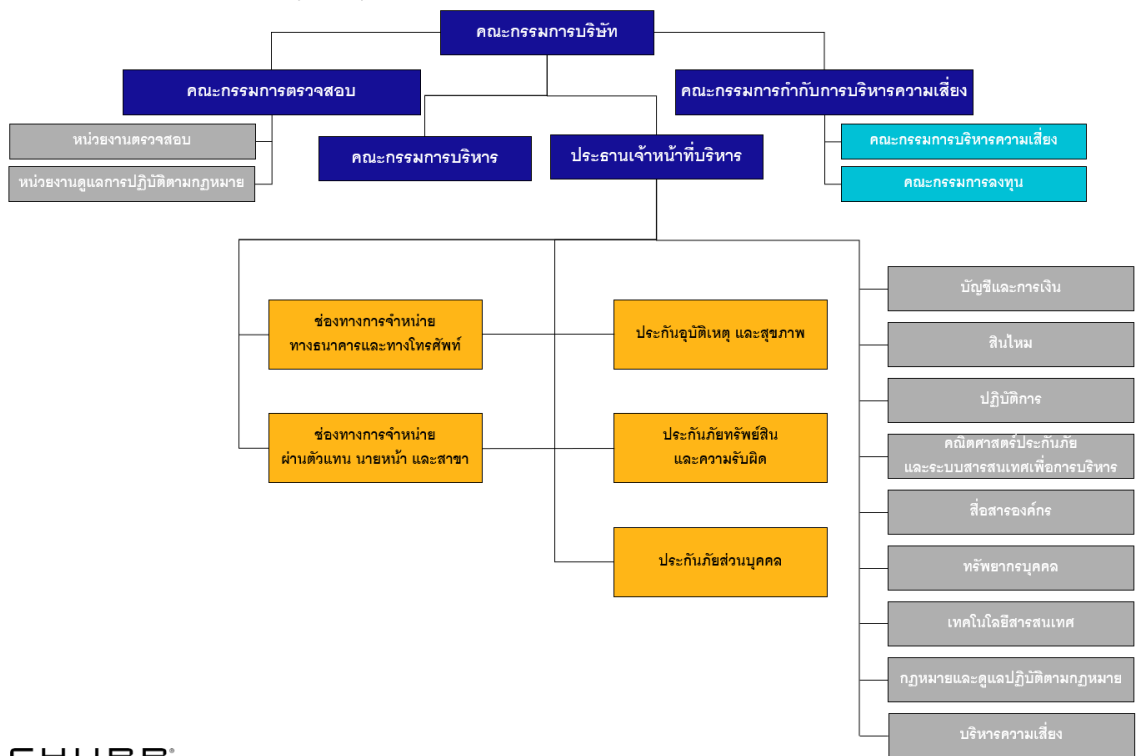 คณะกรรมการบริษัท
คณะกรรมการตรวจสอบ
คณะกรรมการกำกับการบริหารความเสี่ยง
หน่วยงานตรวจสอบ
หน่วยงานดูแลการปฏิบัติตามกฎหมาย
คณะกรรมการบริหาร
ประธานเจ้าหน้าที่บริหาร
คณะกรรมการบริหารความเสี่ยง
คณะกรรมการลงทุน
ช่องทางการจำหน่าย
ทางธนาคารและทางโทรศัพท์
ช่องทางการจำหน่าย
ผ่านตัวแทน นายหน้า และสาขา
ประกันอุบัติเหตุ และสุขภาพ
ประกันภัยทรัพย์สิน
และความรับผิด
ประกันภัยส่วนบุคคล
บัญชีและการเงิน
สินไหม
ปฏิบัติการ
คณิตศาสตร์ประกันภัย
และระบบสารสนเทศเพื่อการบริหาร
สื่อสารองค์กร
ทรัพยากรบุคคล
เทคโนโลยีสารสนเทศ
กฎหมายและดูแลปฏิบัติตามกฎหมาย
บริหารความเสี่ยง
CHUBB®